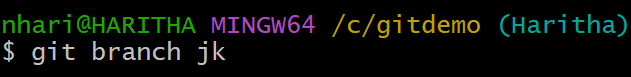 nhari@HARITHA MINGW64 /c/gitdemo (Haritha)
$ git branch jk